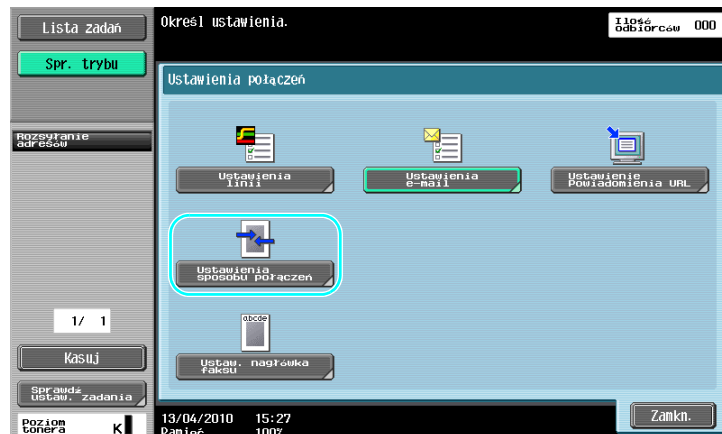 Lista zadań
Spr. trybu
Rozsyłanie
adresów
1/ 1
Kasuj
Sprawdź
ustaw. zadania
Poziom
tonera K
Określ ustawienia.
Ilość
odbiorców 000
Ustawienia połączeń
Ustawienia
linii
Ustawienia
e-mail
Ustawienie
Powiadomienia URL
Ustawienia
sposobu połączeń
abcde
Ustaw. nagłówka
faksu
13/04/2010 15:27
Pamięć 100%
Zamkn.